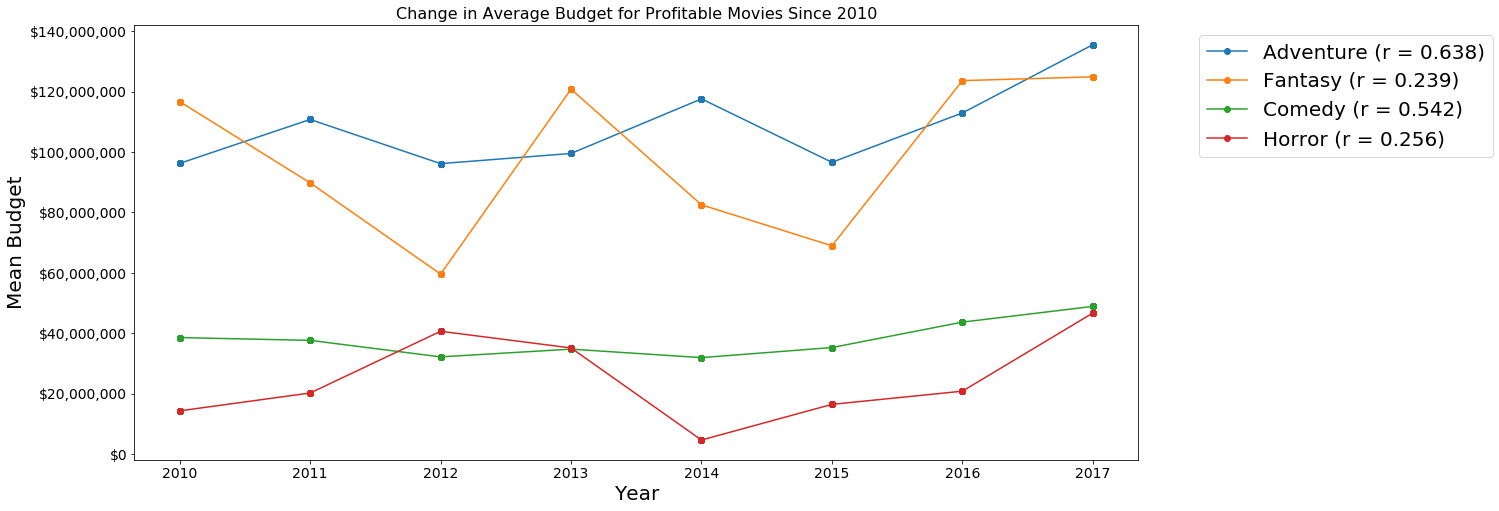 Change in Average Budget for Profitable Movies Since 2010
$140,000,000
$120,000,000
$100,000,000
$80,000,000
$60,000,000
$40,000,000
$20,000,000
$0
Mean Budget
2010 2011 2012 2013 2014 2015 2016 2017
Year
Adventure (r = 0.638)
Fantasy (r = 0.239)
Comedy (r = 0.542)
Horror (r = 0.256)